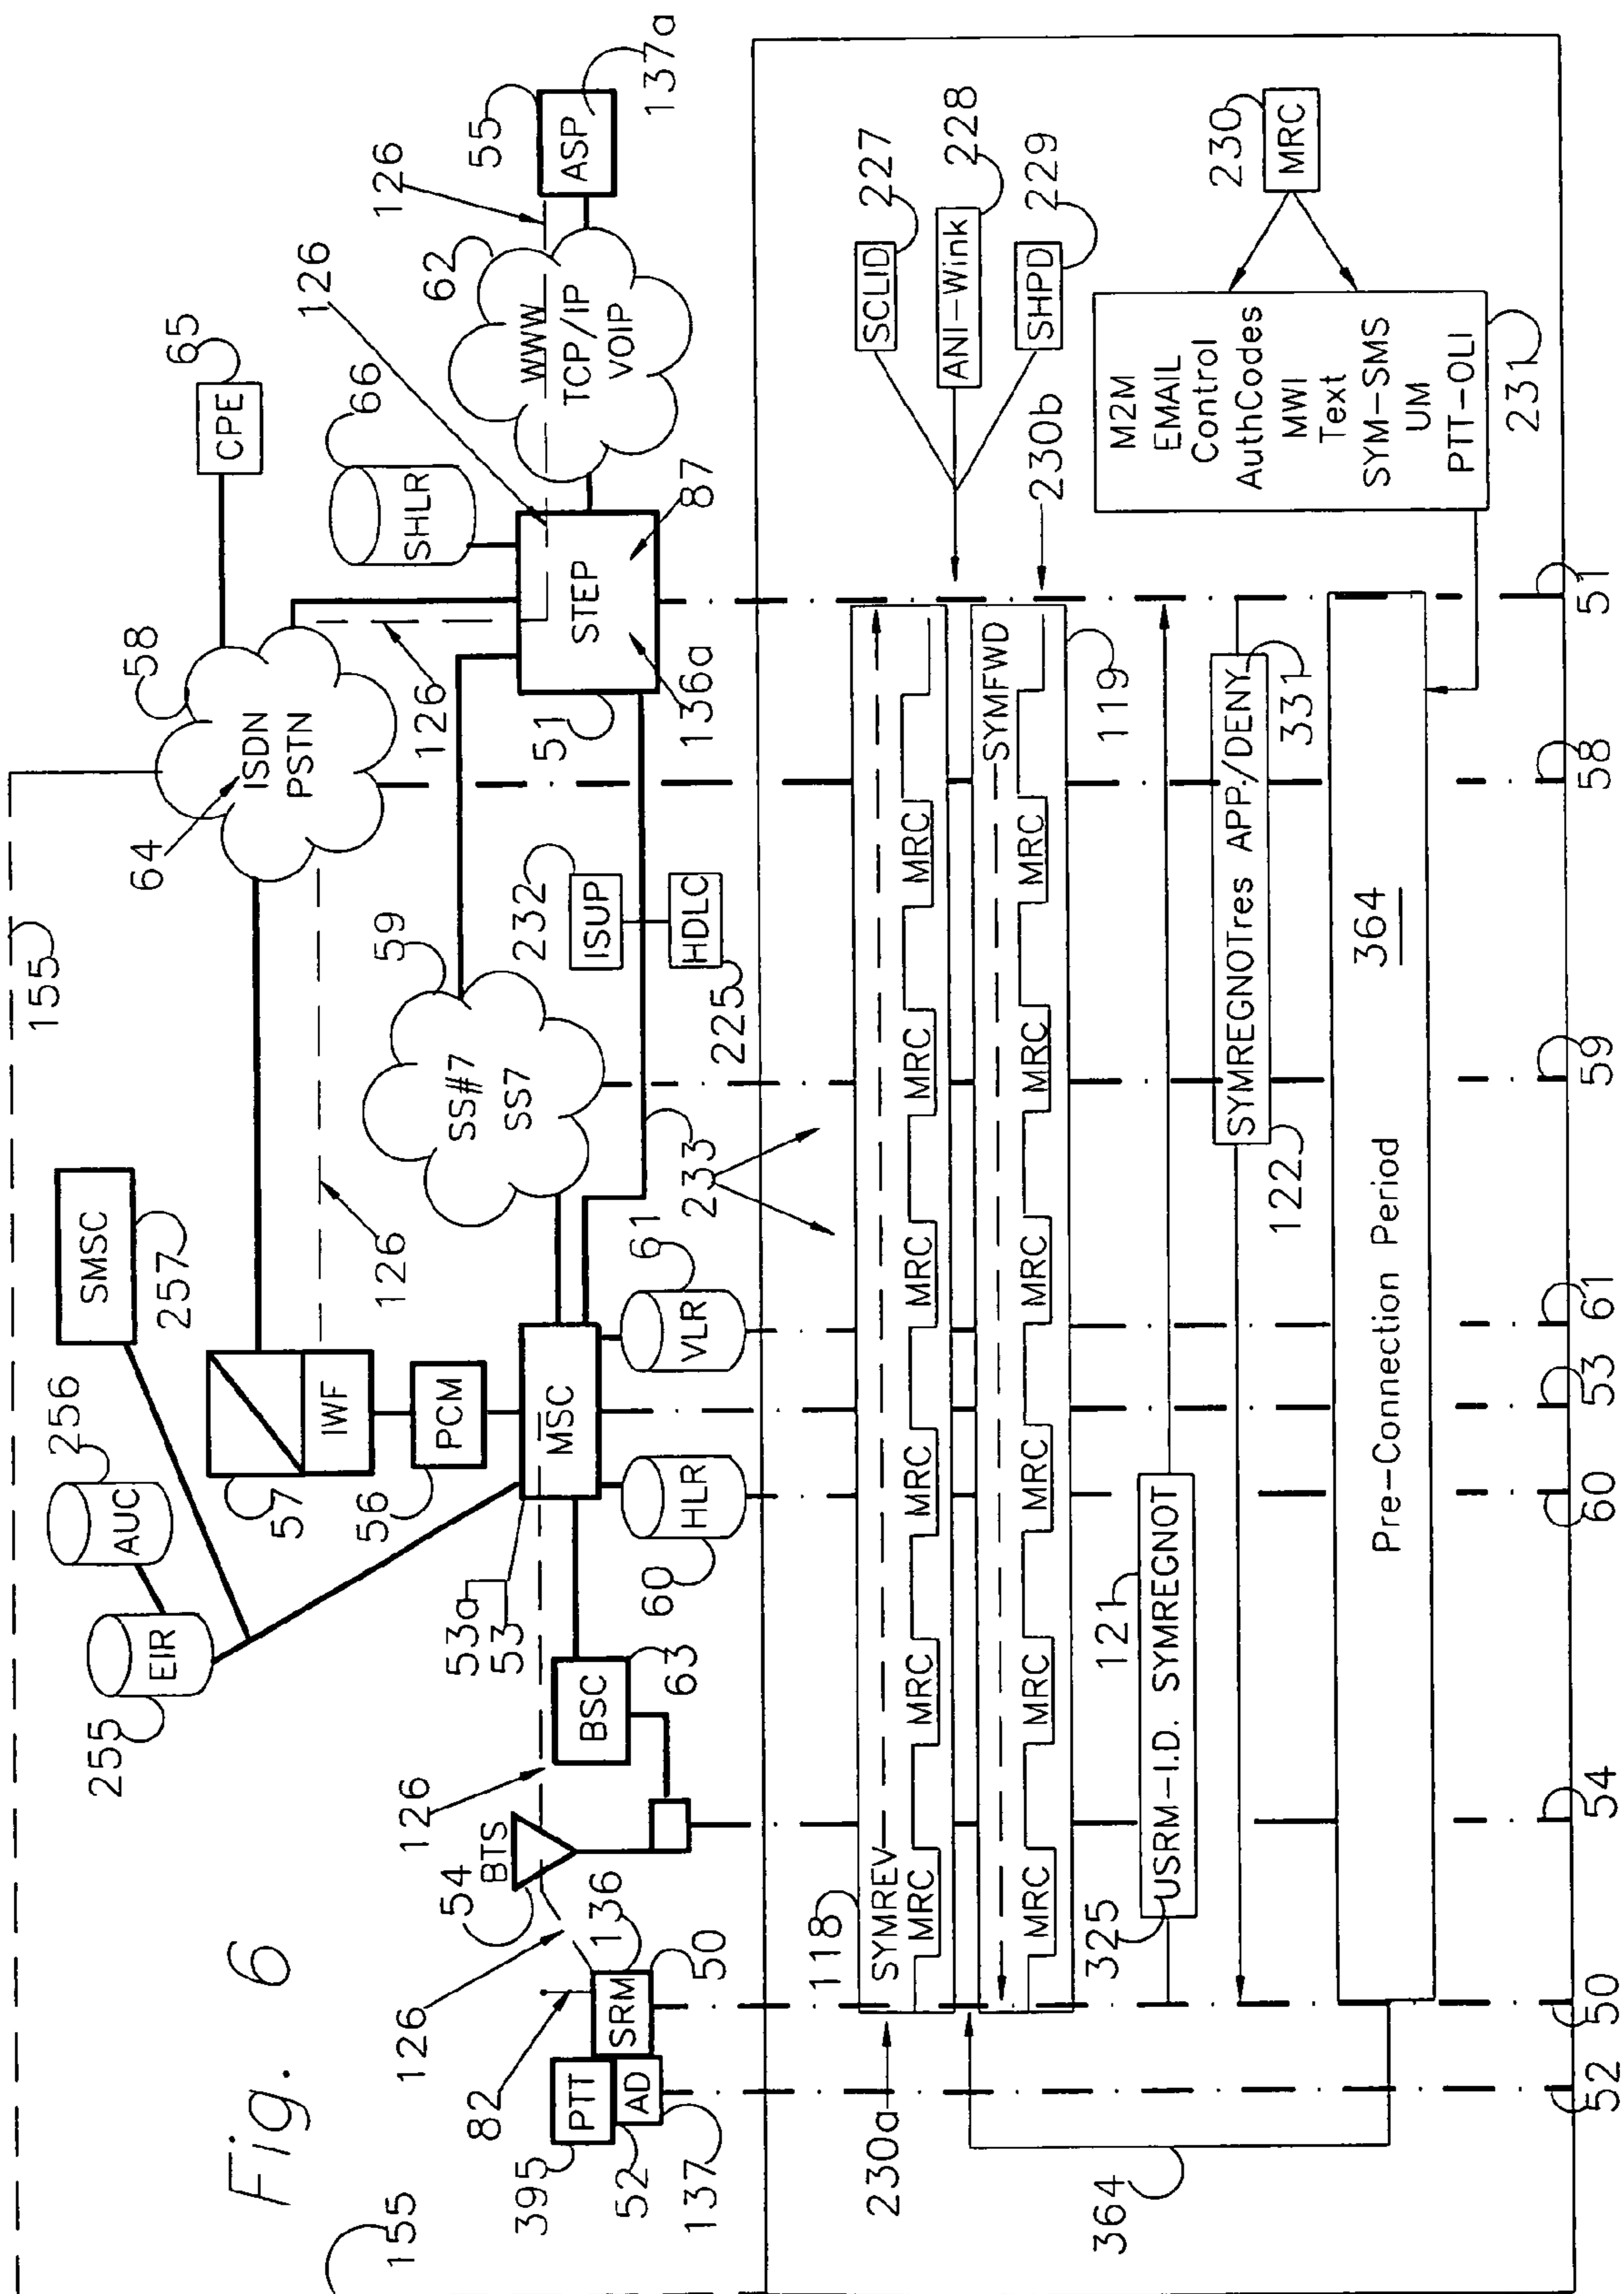 Fig. 6
155
155
SMSC
257
AUC
256
EIR
255
57
IWF
56
PCM
126
64
ISDN
PSTN
58
CPE
65
SHLR
66
126
126
62
WWW
TCP/IP
VOIP
55
ASP
137a
126
STEP
87
136a
51
59
SS#7
SS7
232
ISUP
HDLC
225
233
VLR
61
MSC
53a
53
HLR
60
BSC
63
126
BTS
54
126
136
50
SRM
82
PTT
AD
395
52
137
230a
118
SYMREV
MRC
MRC
MRC
MRC
MRC
MRC
SYMFWD
MRC
MRC
MRC
MRC
MRC
MRC
119
230b
SCLID
227
ANI-Wink
228
SHPD
229
230
MRC
M2M
EMAIL
Control
AuthCodes
MWI
Text
SYM-SMS
UM
PTT-OLI
231
325
USRM-I.D. SYMREGNOT
121
SYMREGNOTres APP./DENY
122
331
Pre-Connection Period
364
364
52
50
54
60
53
61
59
58
51